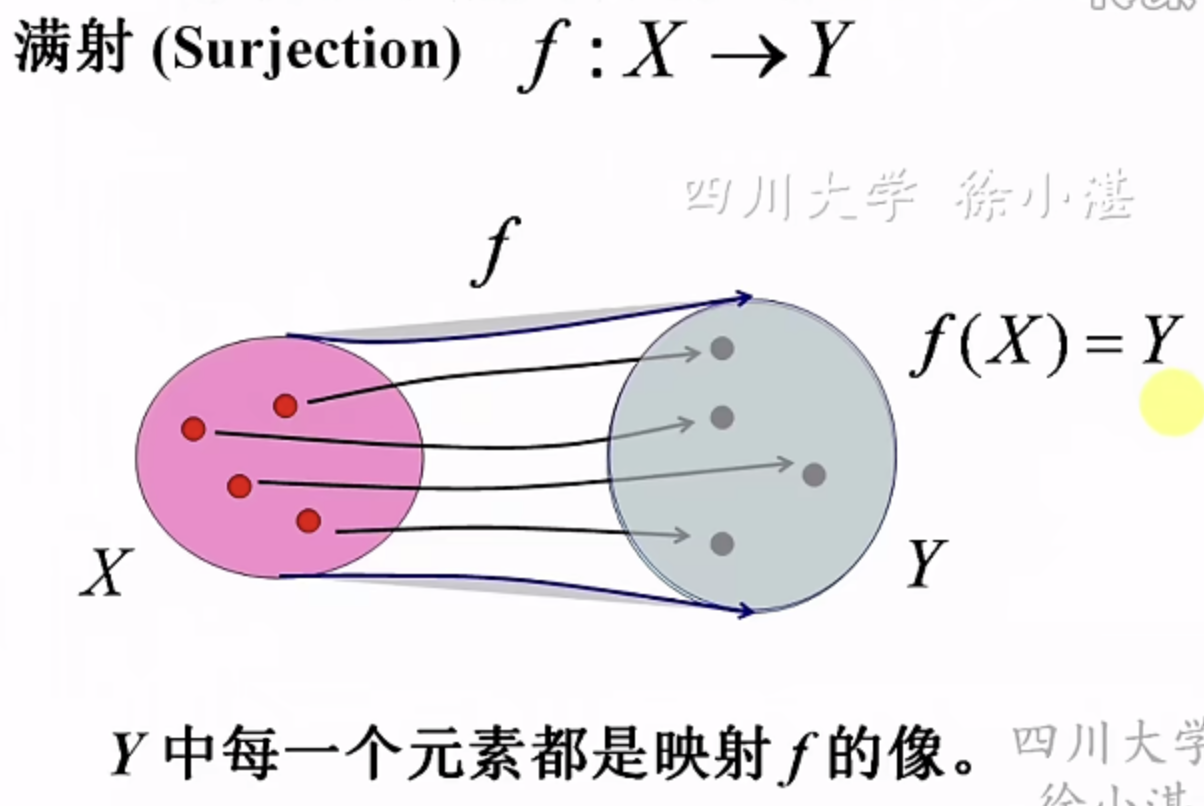 满射 (Surjection) f : X → Y
四川大学 徐小湛
f
f(X) = Y
X
Y
Y 中每一个元素都是映射 f 的像。
四川大学
徐小湛